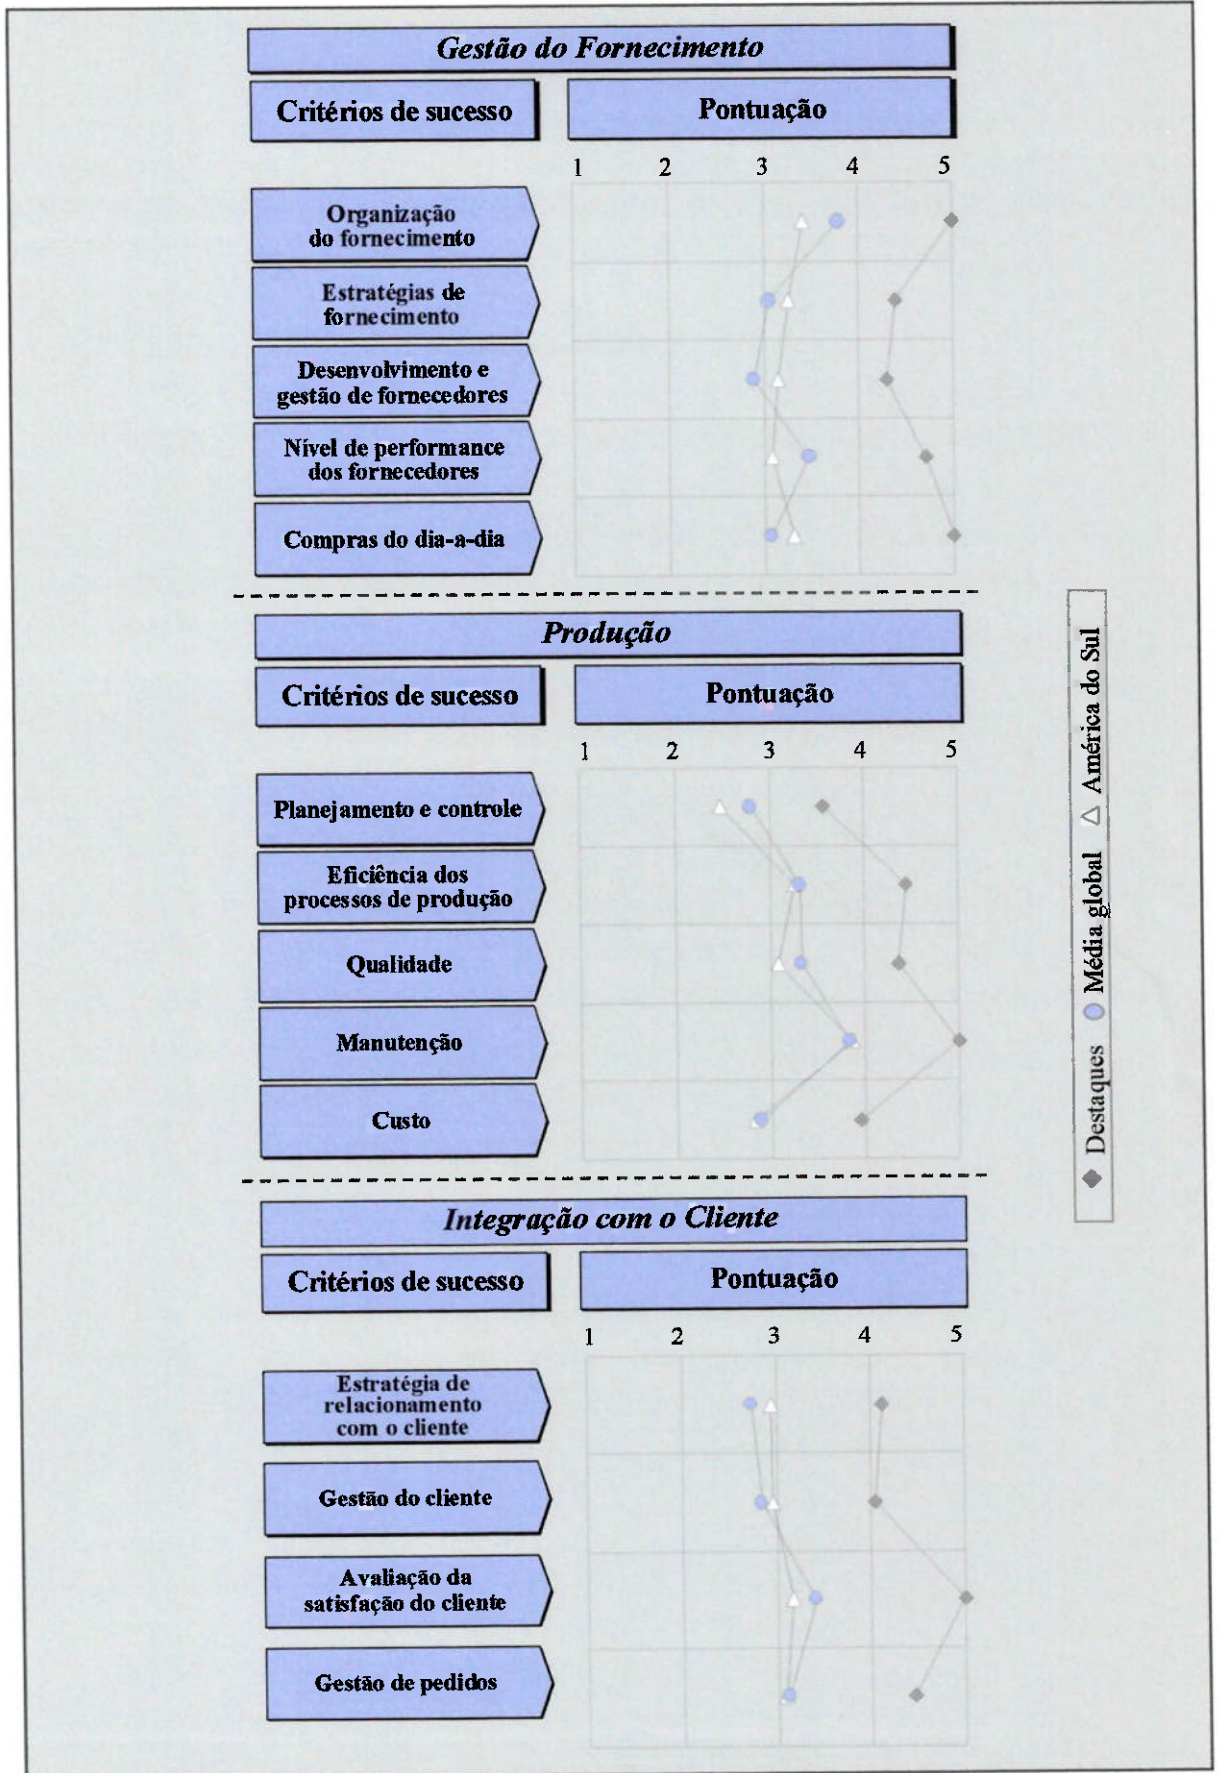 Gestão do Fornecimento
Critérios de sucesso
Pontuação
1 2 3 4 5
Organização
do fornecimento
Estratégias de
fornecimento
Desenvolvimento e
gestão de fornecedores
Nível de performance
dos fornecedores
Compras do dia-a-dia
Produção
Critérios de sucesso
Pontuação
1 2 3 4 5
Planejamento e controle
Eficiência dos
processos de produção
Qualidade
Manutenção
Custo
Integração com o Cliente
Critérios de sucesso
Pontuação
1 2 3 4 5
Estratégia de
relacionamento
com o cliente
Gestão do cliente
Avaliação da
satisfação do cliente
Gestão de pedidos
Destaques Média global América do Sul